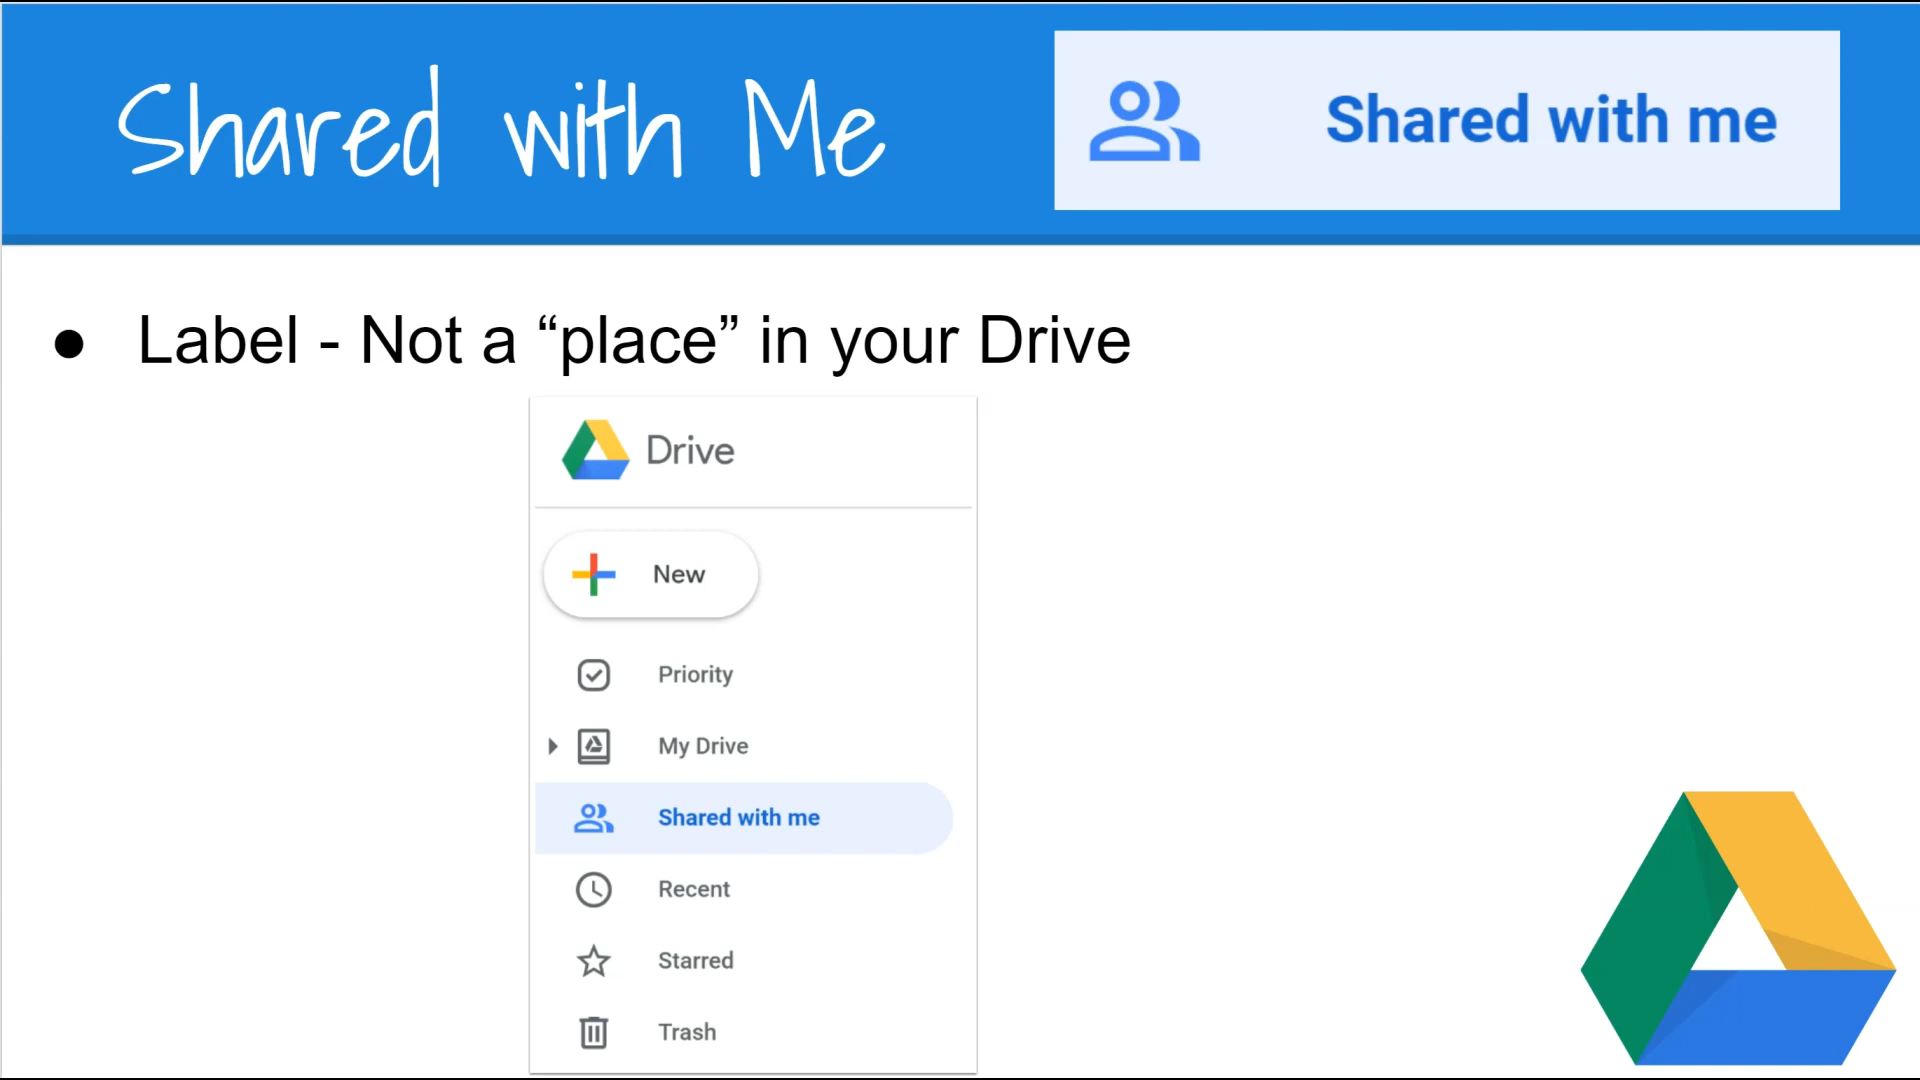 Shared with Me
Shared with me
● Label - Not a “place” in your Drive
Drive
New
Priority
My Drive
Shared with me
Recent
Starred
Trash